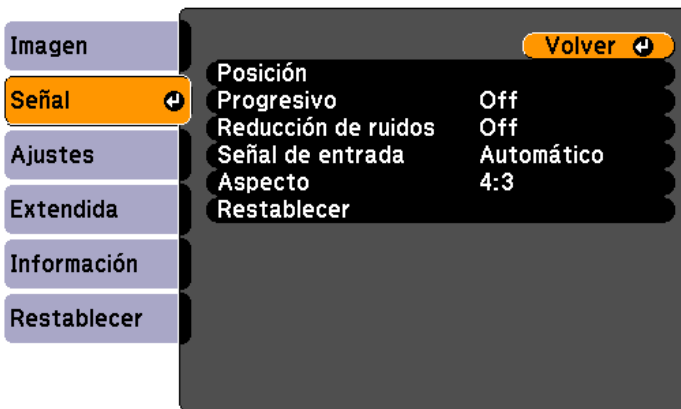 Imagen
Señal
Ajustes
Extendida
Información
Restablecer
Volver
Posición
Progresivo Off
Reducción de ruidos Off
Señal de entrada Automático
Aspecto 4:3
Restablecer